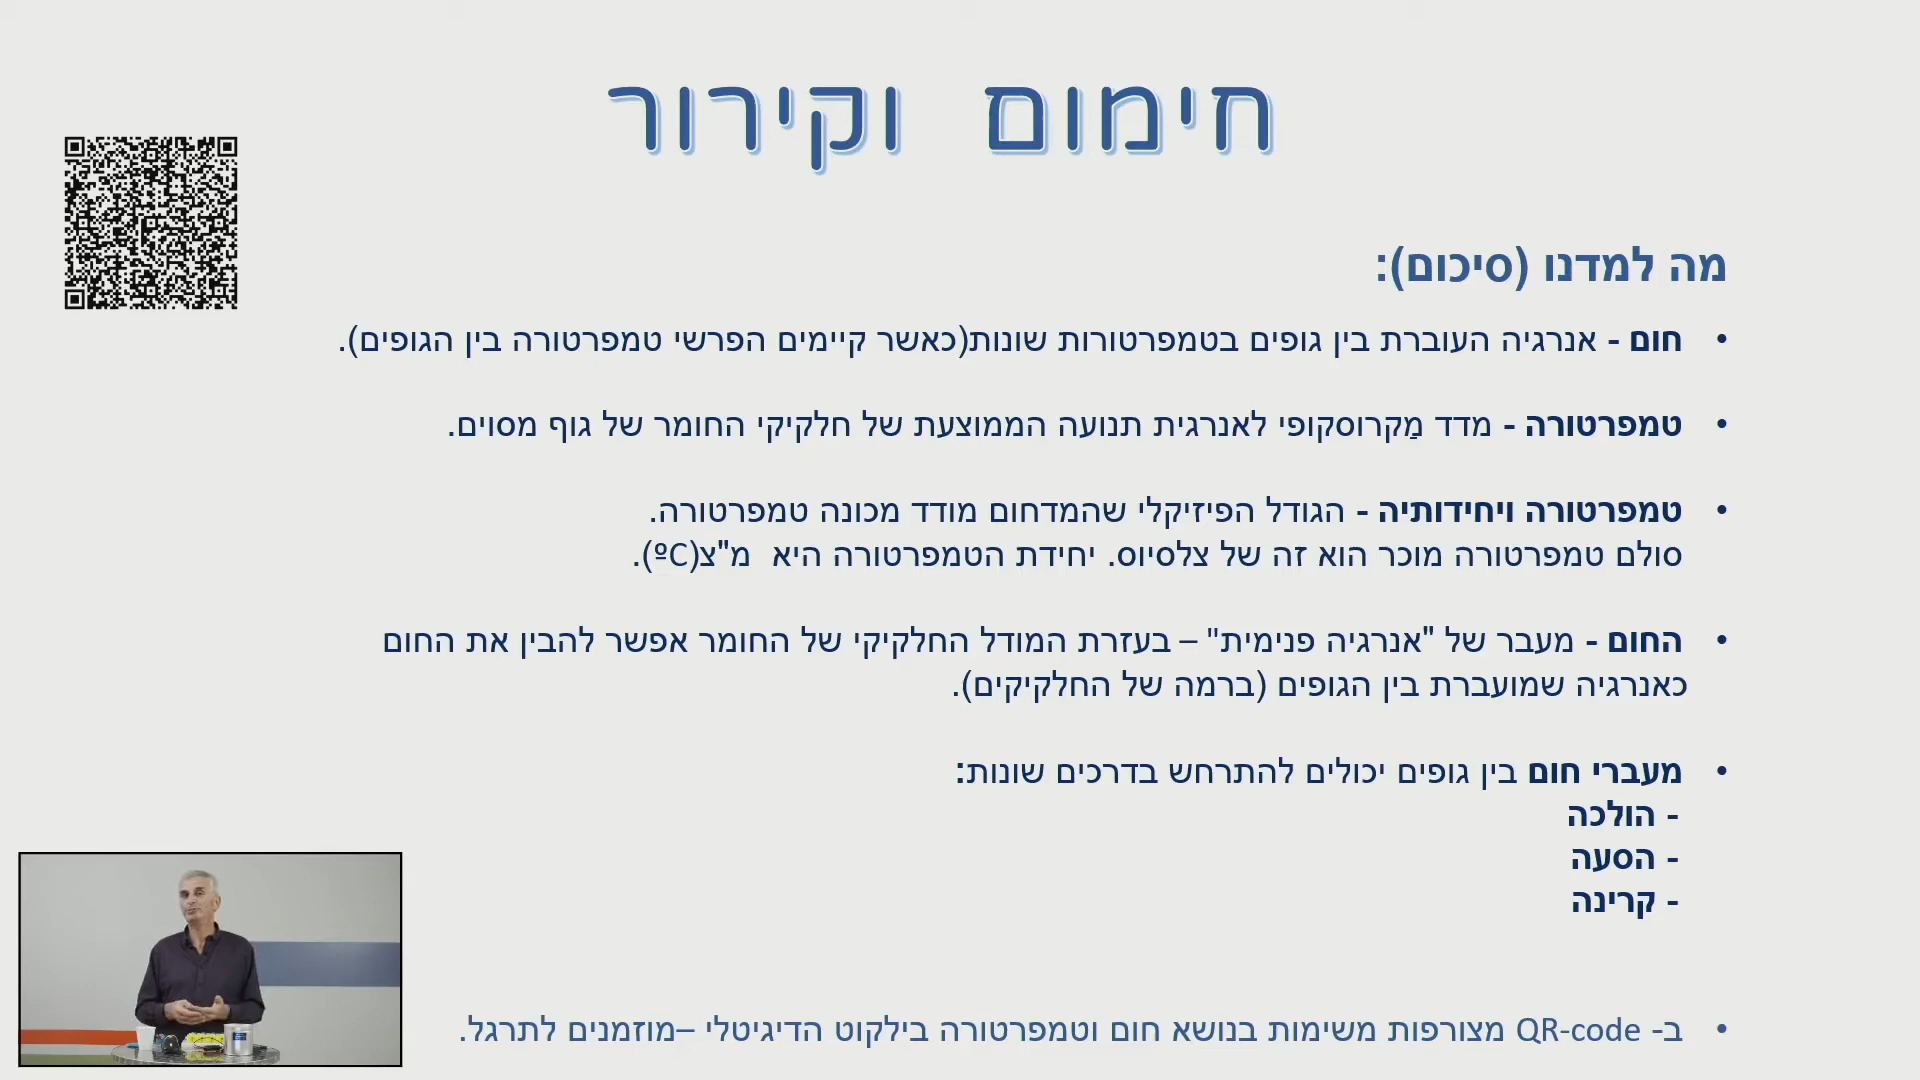 חימום וקירור
מה למדנו (סיכום):
• חום - אנרגיה העוברת בין גופים בטמפרטורות שונות(כאשר קיימים הפרשי טמפרטורה בין הגופים).
• טמפרטורה - מדד מַקרוסקופי לאנרגית תנועה הממוצעת של חלקיקי החומר של גוף מסוים.
• טמפרטורה ויחידותיה - הגודל הפיזיקלי שהמדחום מודד מכונה טמפרטורה.
סולם טמפרטורה מוכר הוא זה של צלסיוס. יחידת הטמפרטורה היא מ"צ(ºC).
• החום - מעבר של "אנרגיה פנימית" – בעזרת המודל החלקיקי של החומר אפשר להבין את החום
כאנרגיה שמועברת בין הגופים (ברמה של החלקיקים).
• מעברי חום בין גופים יכולים להתרחש בדרכים שונות:
- הולכה
- הסעה
- קרינה
• ב- QR-code מצורפות משימות בנושא חום וטמפרטורה בילקוט הדיגיטלי –מוזמנים לתרגל.